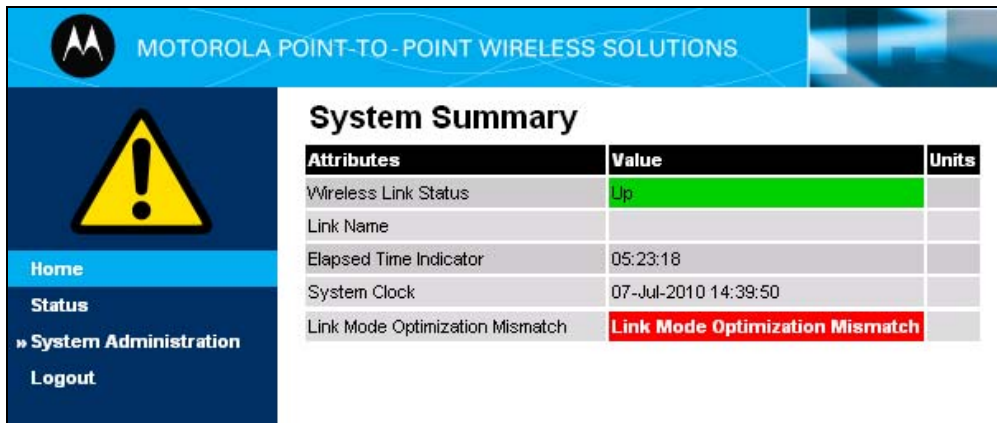 MOTOROLA POINT-TO-POINT WIRELESS SOLUTIONS
Home
Status
» System Administration
Logout
System Summary
Attributes Value Units
Wireless Link Status Up
Link Name
Elapsed Time Indicator 05:23:18
System Clock 07-Jul-2010 14:39:50
Link Mode Optimization Mismatch Link Mode Optimization Mismatch